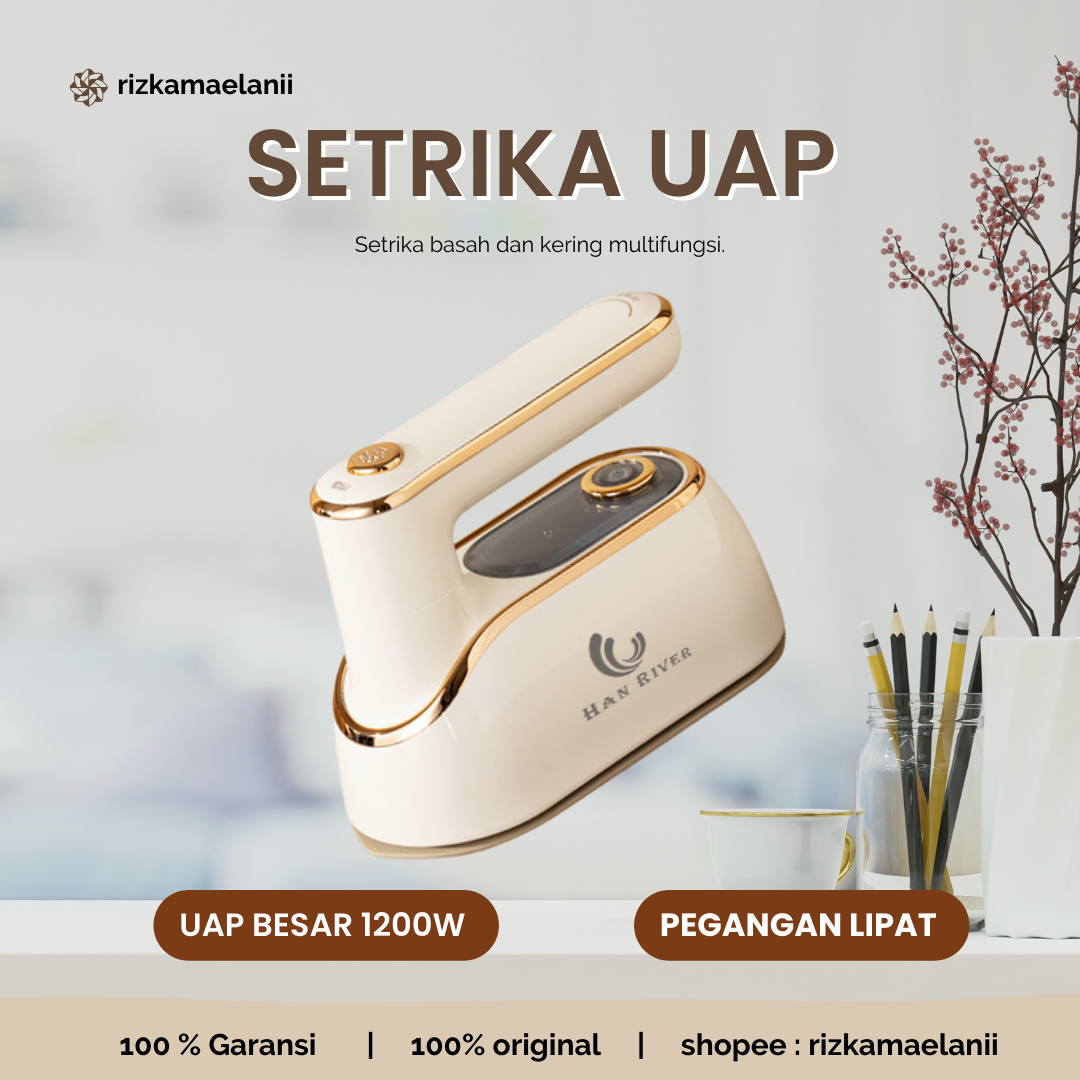 rizkamaelanii
SETRIKA UAP
Setrika basah dan kering multifungsi.
HAN RIVER
UAP BESAR 1200W
PEGANGAN LIPAT
100 % Garansi | 100% original | shopee : rizkamaelanii